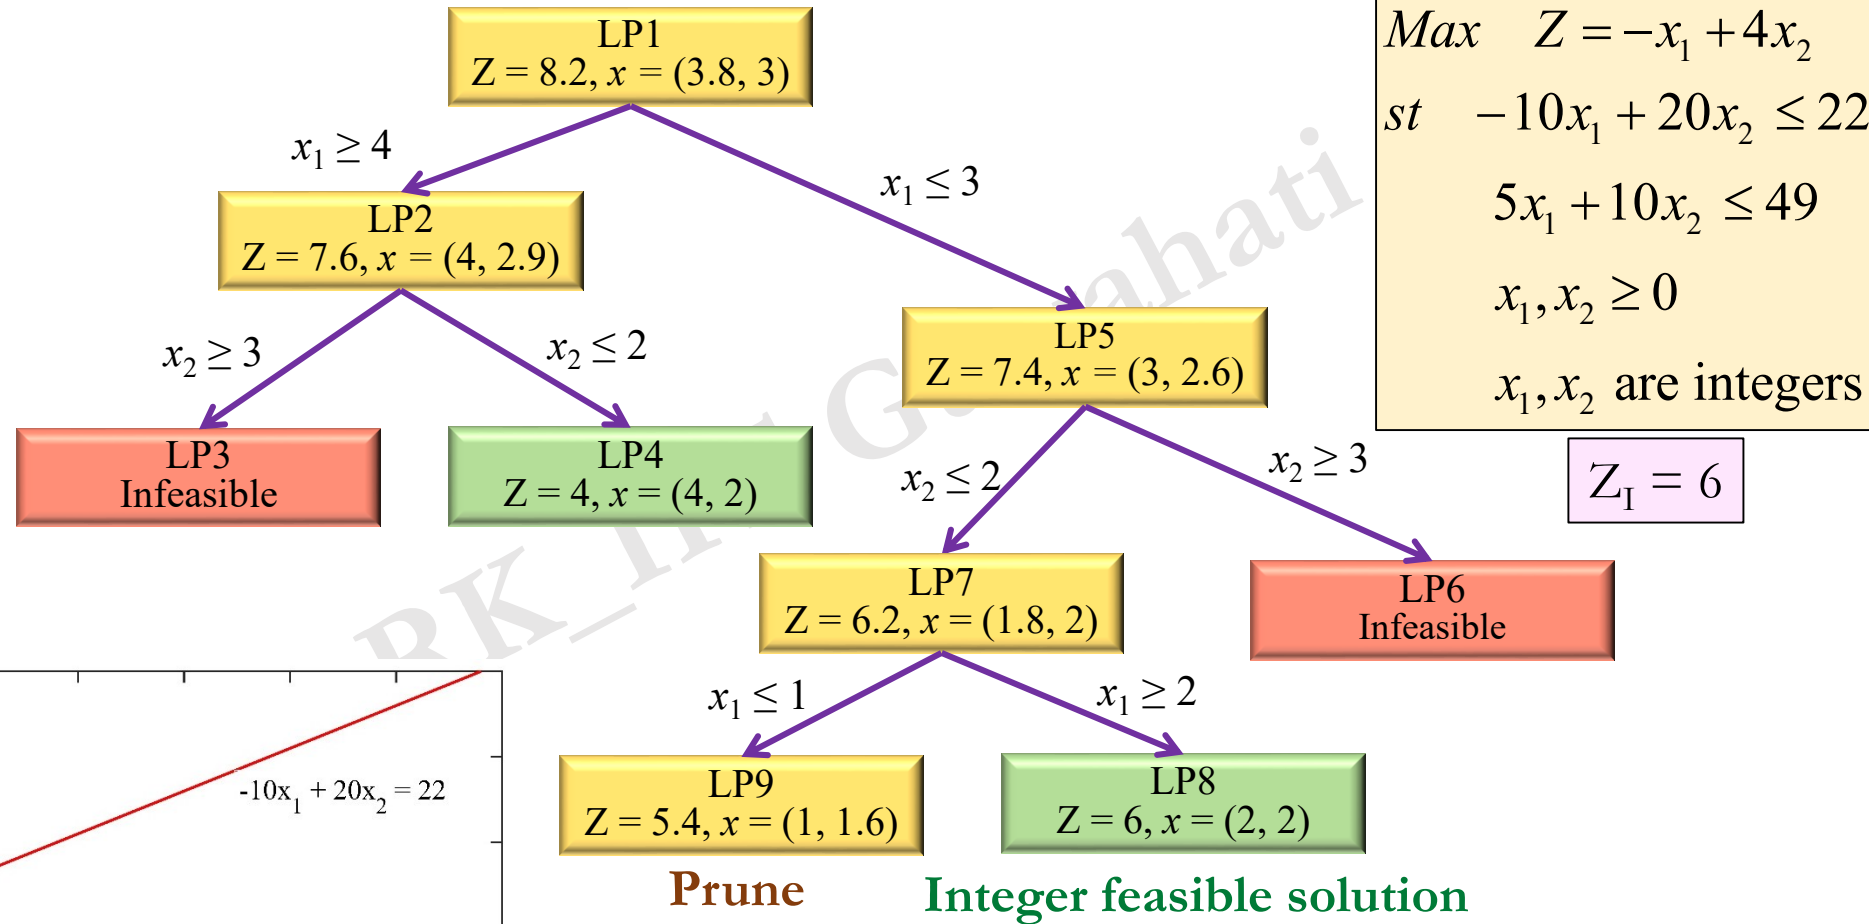 LP1
Z = 8.2, x = (3.8, 3)
Max Z = −x₁ + 4x₂
st −10x₁ + 20x₂ ≤ 22
5x₁ + 10x₂ ≤ 49
x₁, x₂ ≥ 0
x₁, x₂ are integers
Z_I = 6
x₁ ≥ 4
x₁ ≤ 3
LP2
Z = 7.6, x = (4, 2.9)
LP5
Z = 7.4, x = (3, 2.6)
x₂ ≥ 3
x₂ ≤ 2
LP3
Infeasible
LP4
Z = 4, x = (4, 2)
x₂ ≤ 2
x₂ ≥ 3
LP7
Z = 6.2, x = (1.8, 2)
LP6
Infeasible
x₁ ≤ 1
x₁ ≥ 2
LP9
Z = 5.4, x = (1, 1.6)
LP8
Z = 6, x = (2, 2)
Prune
Integer feasible solution
-10x₁ + 20x₂ = 22